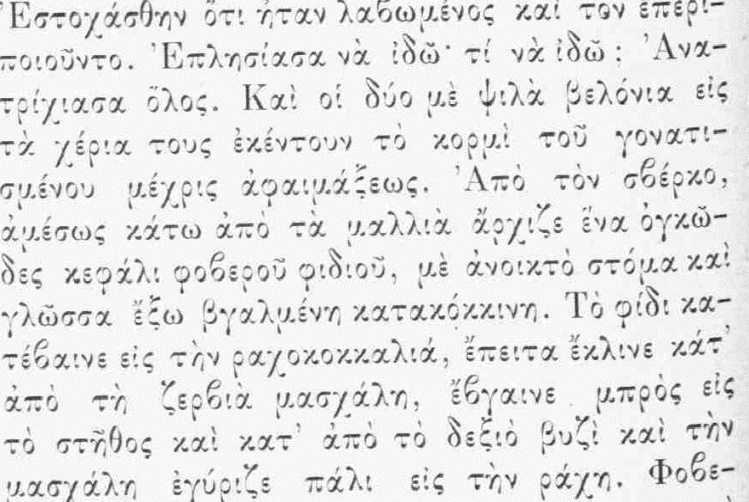 Ἐστοχάσθην ὅτι ἦταν λαβωμένος καὶ τὸν ἐπερι-
ποιοῦντο. Ἐπλησίασα νὰ ἰδῶ· τί νὰ ἰδῶ; Ἀνα-
τρίχιασα ὅλος. Καὶ οἱ δύο μὲ ψιλὰ βελόνια εἰς
τὰ χέρια τους ἐκέντουν τὸ κορμὶ τοῦ γονατι-
σμένου μέχρις ἀφαιμάξεως. Ἀπὸ τὸν σβέρκο,
ἀμέσως κάτω ἀπὸ τὰ μαλλιὰ ἄρχιζε ἕνα ὀγκῶ-
δες κεφάλι φοβεροῦ φιδιοῦ, μὲ ἀνοικτὸ στόμα καὶ
γλῶσσα ἔξω βγαλμένη κατακόκκινη. Τὸ φίδι κα-
τέβαινε εἰς τὴν ραχοκοκκαλιά, ἔπειτα ἔκλινε κάτ'
ἀπὸ τὴ ζερβιὰ μασχάλη, ἔβγαινε μπρὸς εἰς
τὸ στῆθος καὶ κατ' ἀπὸ τὸ δεξιὸ βυζὶ καὶ τὴν
μασχάλη ἐγύριζε πάλι εἰς τὴν ράχη. Φοβε-